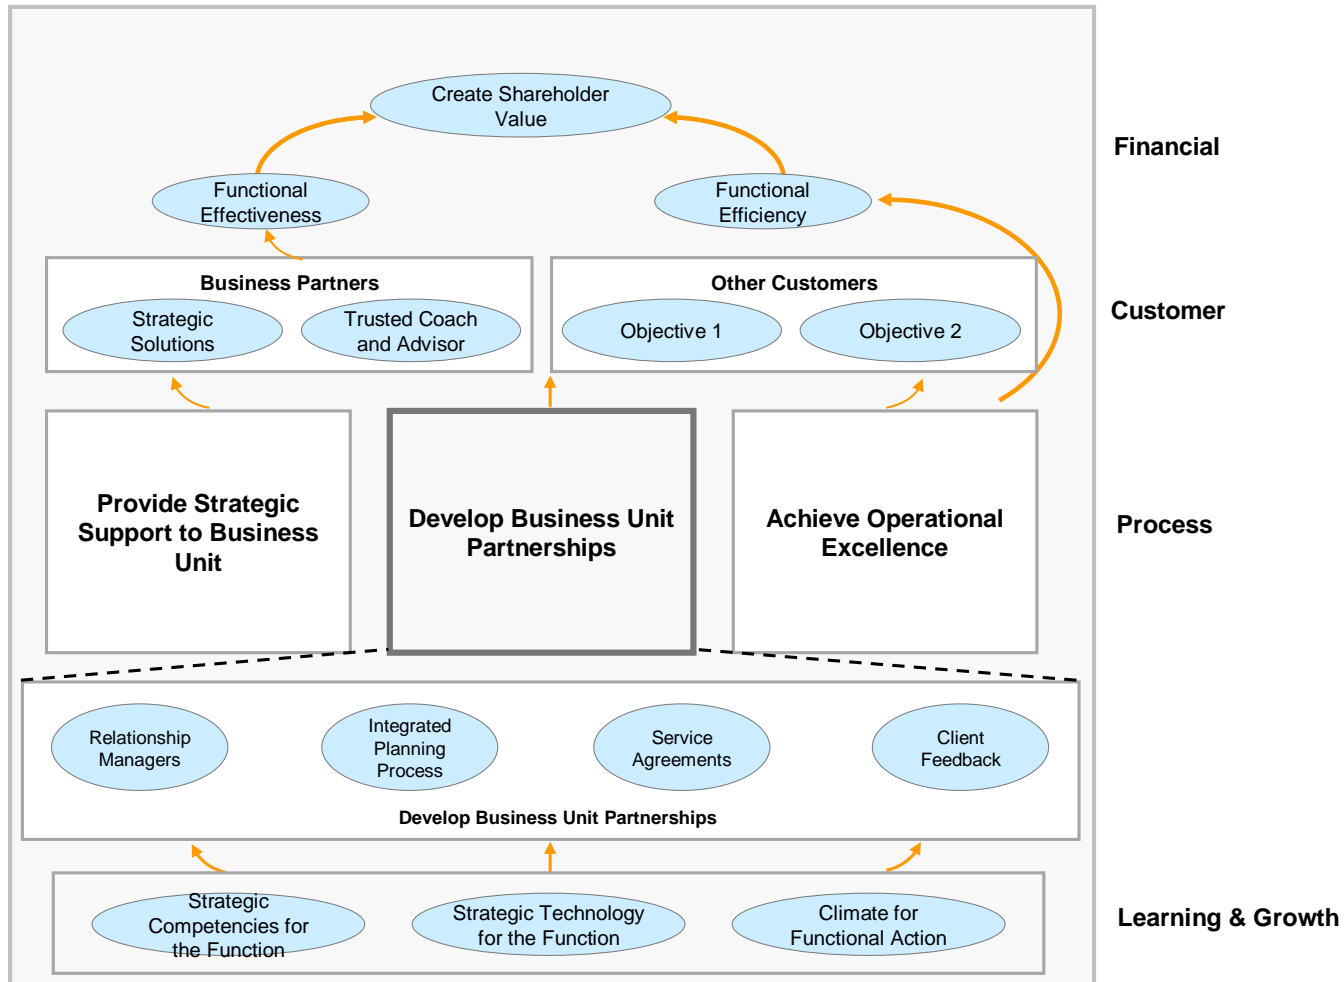 Create Shareholder
Value
Financial
Functional
Effectiveness
Functional
Efficiency
Business Partners
Strategic
Solutions
Trusted Coach
and Advisor
Other Customers
Objective 1
Objective 2
Customer
Provide Strategic
Support to Business
Unit
Develop Business Unit
Partnerships
Achieve Operational
Excellence
Process
Relationship
Managers
Integrated
Planning
Process
Service
Agreements
Client
Feedback
Develop Business Unit Partnerships
Strategic
Competencies for
the Function
Strategic Technology
for the Function
Climate for
Functional Action
Learning & Growth